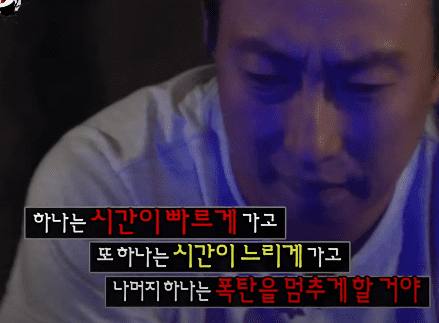 하나는 시간이 빠르게 가고
또 하나는 시간이 느리게 가고
나머지 하나는 폭탄을 멈추게 할 거야